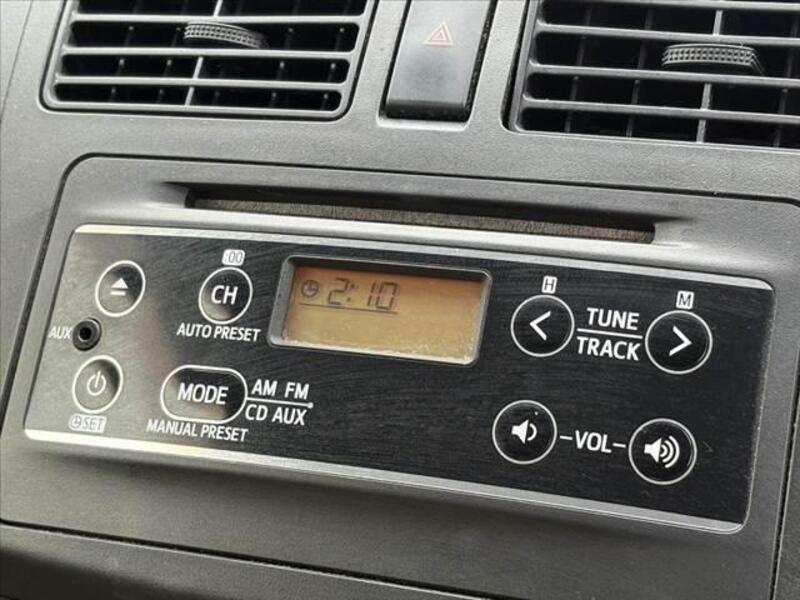 :00
CH
AUTO PRESET
2:10
H
M
TUNE
TRACK
AUX
MODE
AM FM
CD AUX
SET
MANUAL PRESET
-VOL-